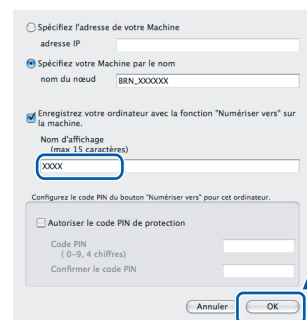 Spécifiez l'adresse de votre Machine
adresse IP
Spécifiez votre Machine par le nom
nom du nœud BRN_XXXXXX
Enregistrez votre ordinateur avec la fonction "Numériser vers" sur
la machine.
Nom d'affichage
(max 15 caractères)
XXXX
Configurez le code PIN du bouton "Numériser vers" pour cet ordinateur.
Autoriser le code PIN de protection
Code PIN
( 0-9, 4 chiffres)
Confirmer le code PIN
Annuler OK